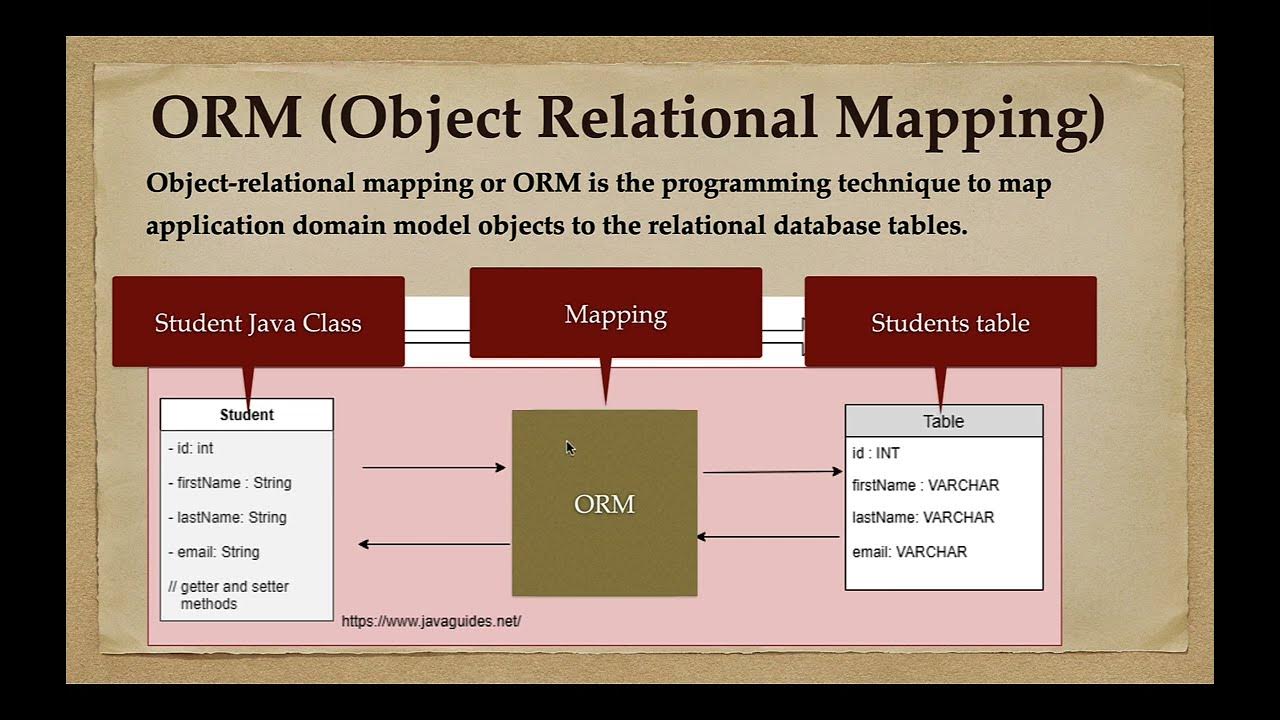 ORM (Object Relational Mapping)
Object-relational mapping or ORM is the programming technique to map
application domain model objects to the relational database tables.
Student Java Class
Mapping
Students table
Student
- id: int
- firstName : String
- lastName: String
- email: String
// getter and setter
methods
ORM
Table
id : INT
firstName : VARCHAR
lastName: VARCHAR
email: VARCHAR
https://www.javaguides.net/